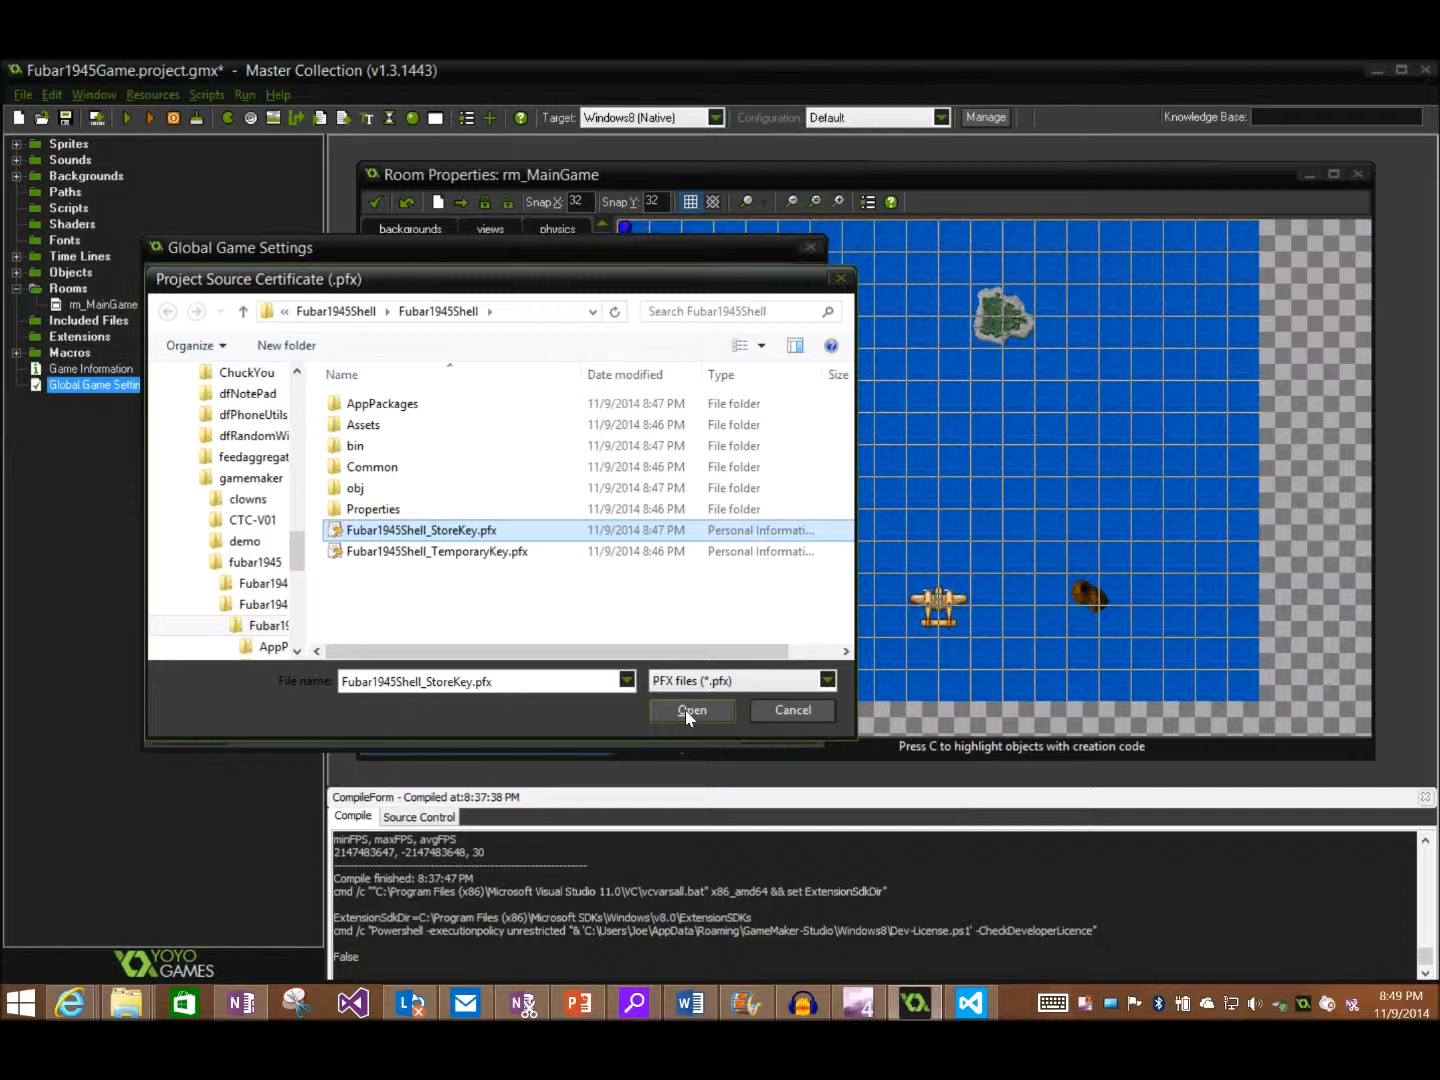 Fubar1945Game.project.gmx* - Master Collection (v1.3.1443)
File Edit Window Resources Scripts Run Help
Target: Windows8 (Native) Configuration: Default Manage Knowledge Base:
Sprites
Sounds
Backgrounds
Paths
Scripts
Shaders
Fonts
Time Lines
Objects
Rooms
rm_MainGame
Included Files
Extensions
Macros
Game Information
Global Game Settin
Room Properties: rm_MainGame
Snap X: 32 Snap Y: 32
backgrounds views physics
Global Game Settings
Project Source Certificate (.pfx)
« Fubar1945Shell Fubar1945Shell Search Fubar1945Shell
Organize New folder
Name Date modified Type Size
ChuckYou
dfNotePad
dfPhoneUtils
dfRandomWi
feedaggregat
gamemaker
clowns
CTC-V01
demo
fubar1945
Fubar194
Fubar194
Fubar19
AppP
AppPackages 11/9/2014 8:47 PM File folder
Assets 11/9/2014 8:46 PM File folder
bin 11/9/2014 8:47 PM File folder
Common 11/9/2014 8:46 PM File folder
obj 11/9/2014 8:47 PM File folder
Properties 11/9/2014 8:46 PM File folder
Fubar1945Shell_StoreKey.pfx 11/9/2014 8:47 PM Personal Informati...
Fubar1945Shell_TemporaryKey.pfx 11/9/2014 8:46 PM Personal Informati...
File name: Fubar1945Shell_StoreKey.pfx PFX files (*.pfx)
Open Cancel
Press C to highlight objects with creation code
CompileForm - Compiled at:8:37:38 PM
Compile Source Control
minFPS, maxFPS, avgFPS
2147483647, -2147483648, 30
Compile finished: 8:37:47 PM
cmd /c ""C:\Program Files (x86)\Microsoft Visual Studio 11.0\VC\vcvarsall.bat" x86_amd64 && set ExtensionSdkDir"
ExtensionSdkDir=C:\Program Files (x86)\Microsoft SDKs\Windows\v8.0\ExtensionSDKs
cmd /c "Powershell -executionpolicy unrestricted "& 'C:\Users\Joe\AppData\Roaming\GameMaker-Studio\Windows8\Dev-License.ps1' -CheckDeveloperLicence"
False
YOYO
GAMES
8:49 PM
11/9/2014